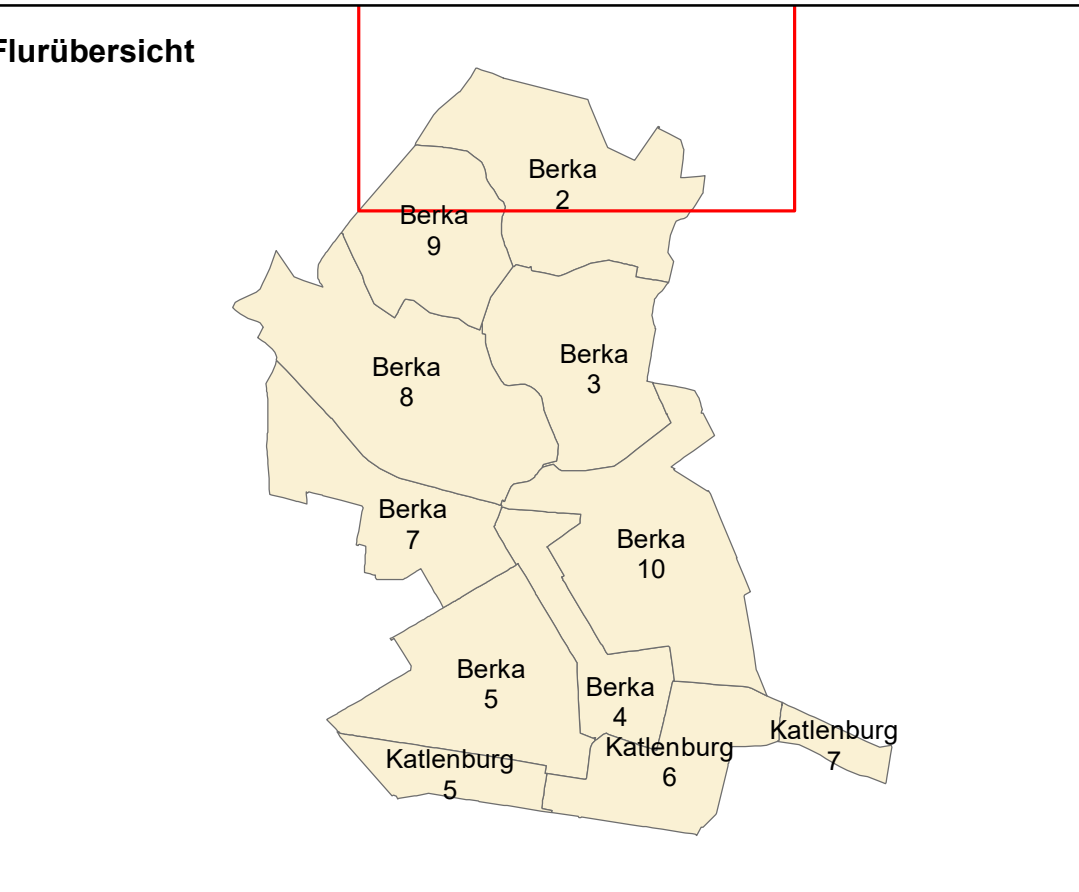 Flurübersicht
Berka
2
Berka
9
Berka
3
Berka
8
Berka
7
Berka
10
Berka
5
Berka
4
Katlenburg
7
Katlenburg
6
Katlenburg
5